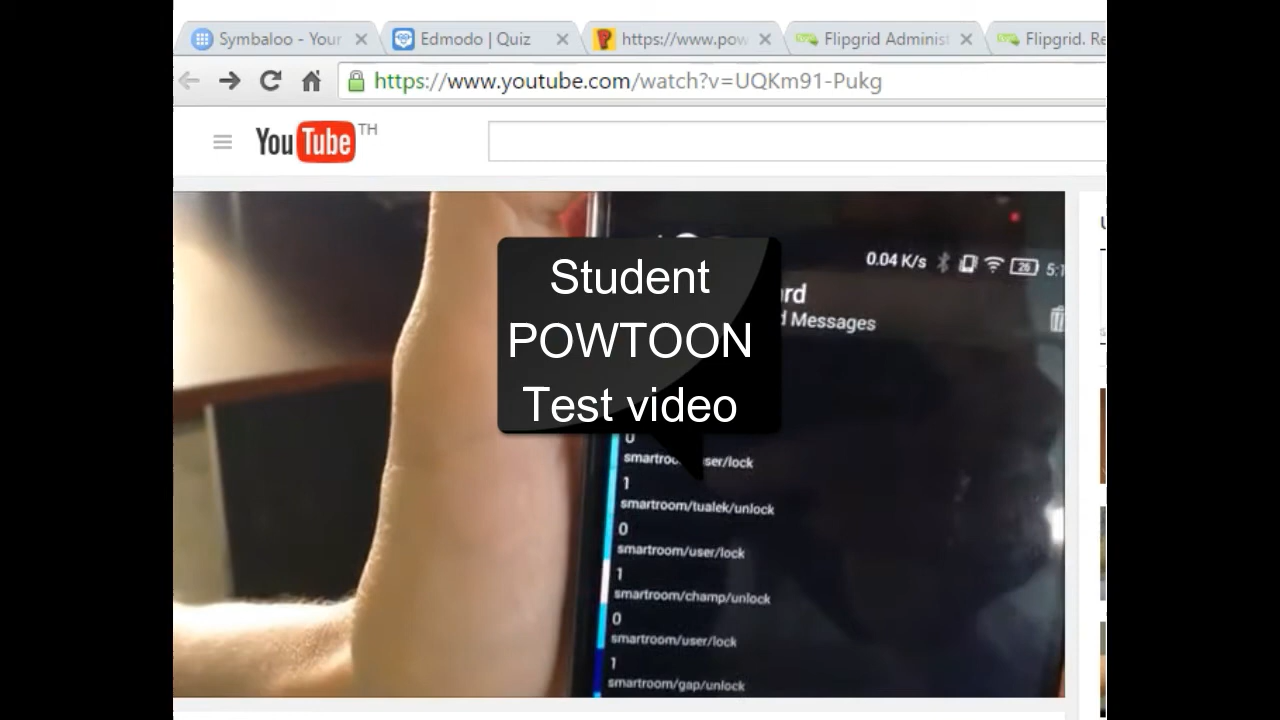 Symbaloo - Your
Edmodo | Quiz
https://www.pow
Flipgrid Administ
Flipgrid. Re
https://www.youtube.com/watch?v=UQKm91-Pukg
YouTube TH
0.04 K/s 26 5:1
Messages
Student
POWTOON
Test video
0
smartroom/user/lock
1
smartroom/tualek/unlock
0
smartroom/user/lock
1
smartroom/champ/unlock
0
smartroom/user/lock
1
smartroom/gap/unlock